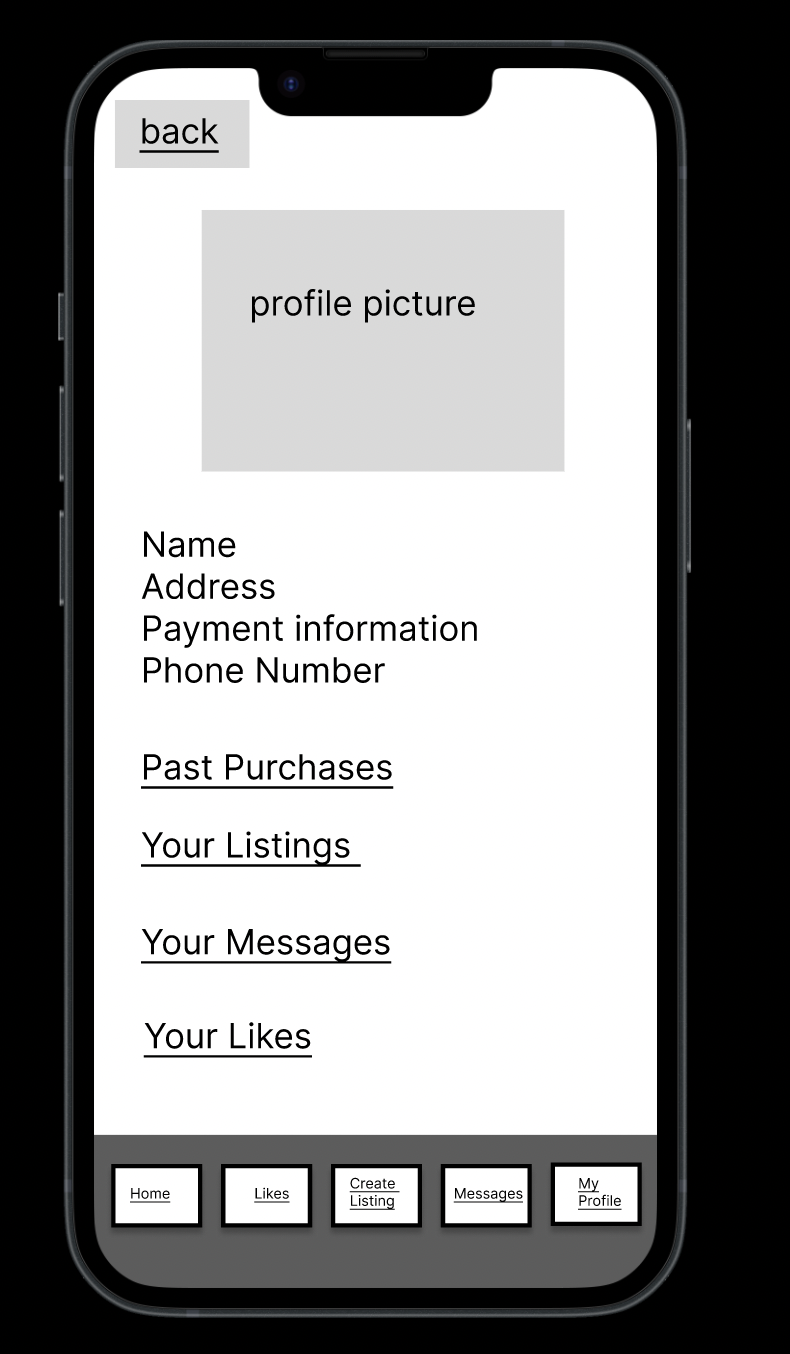 back
profile picture
Name
Address
Payment information
Phone Number
Past Purchases
Your Listings
Your Messages
Your Likes
Home
Likes
Create
Listing
Messages
My
Profile